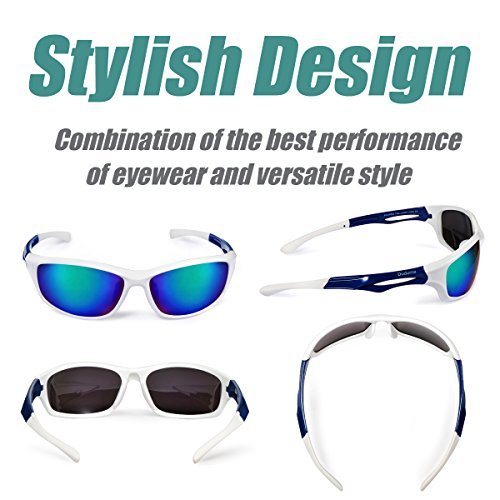 Stylish Design
Combination of the best performance
of eyewear and versatile style